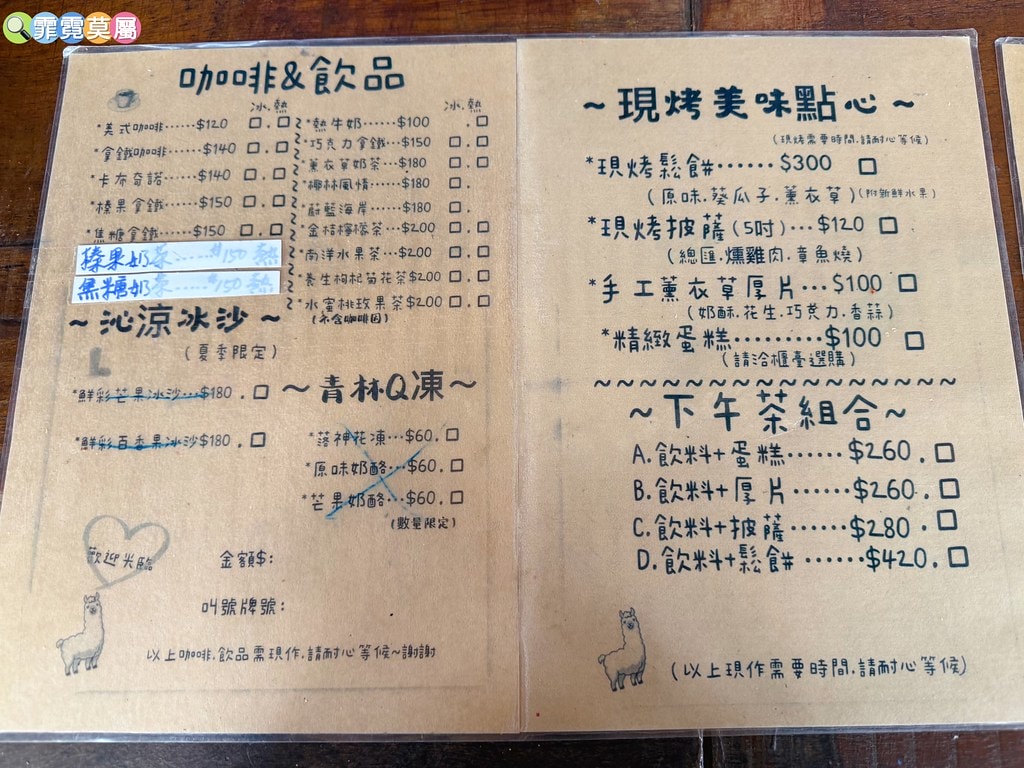 霏霓莫屬
咖啡&飲品
冰.熱
*美式咖啡……$120 □.□
*拿鐵咖啡……$140 □.□
*卡布奇諾……$140 □.□
*榛果拿鐵……$150 □.□
*焦糖拿鐵……$150 □.□
榛果奶茶……$150 熱
焦糖奶茶……$150 熱
冰.熱
*熱牛奶……$100 .□
*巧克力拿鐵…$150 □.□
*薰衣草奶茶…$180 □.□
*椰林風情…$180 □.
*蔚藍海岸…$180 □.
*金桔檸檬茶…$200 □.□
*南洋水果茶…$200 □.□
*養生枸杞菊花茶$200 □.□
*水蜜桃玫果茶$200 □.□
(不含咖啡因)
~沁涼冰沙~
(夏季限定)
*鮮彩芒果冰沙…$180 .□
*鮮彩百香果冰沙$180 .□
~青林Q凍~
*落神花凍…$60.□
*原味奶酪…$60.□
*芒果奶酪…$60.□
(數量限定)
歡迎光臨
金額$:
叫號牌號:
以上咖啡.飲品需現作.請耐心等候~謝謝
~現烤美味點心~
(現烤需要時間.請耐心等候)
*現烤鬆餅……$300 □
(原味.葵瓜子.薰衣草)(附新鮮水果)
*現烤披薩(5吋).$120 □
(總匯.燻雞肉.章魚燒)
*手工薰衣草厚片…$100 □
(奶酥.花生.巧克力.香蒜)
*精緻蛋糕………$100 □
(請洽櫃臺選購)
~下午茶組合~
A.飲料+蛋糕……$260.□
B.飲料+厚片……$260.□
C.飲料+披薩……$280.□
D.飲料+鬆餅……$420.□
(以上現作需要時間.請耐心等候)